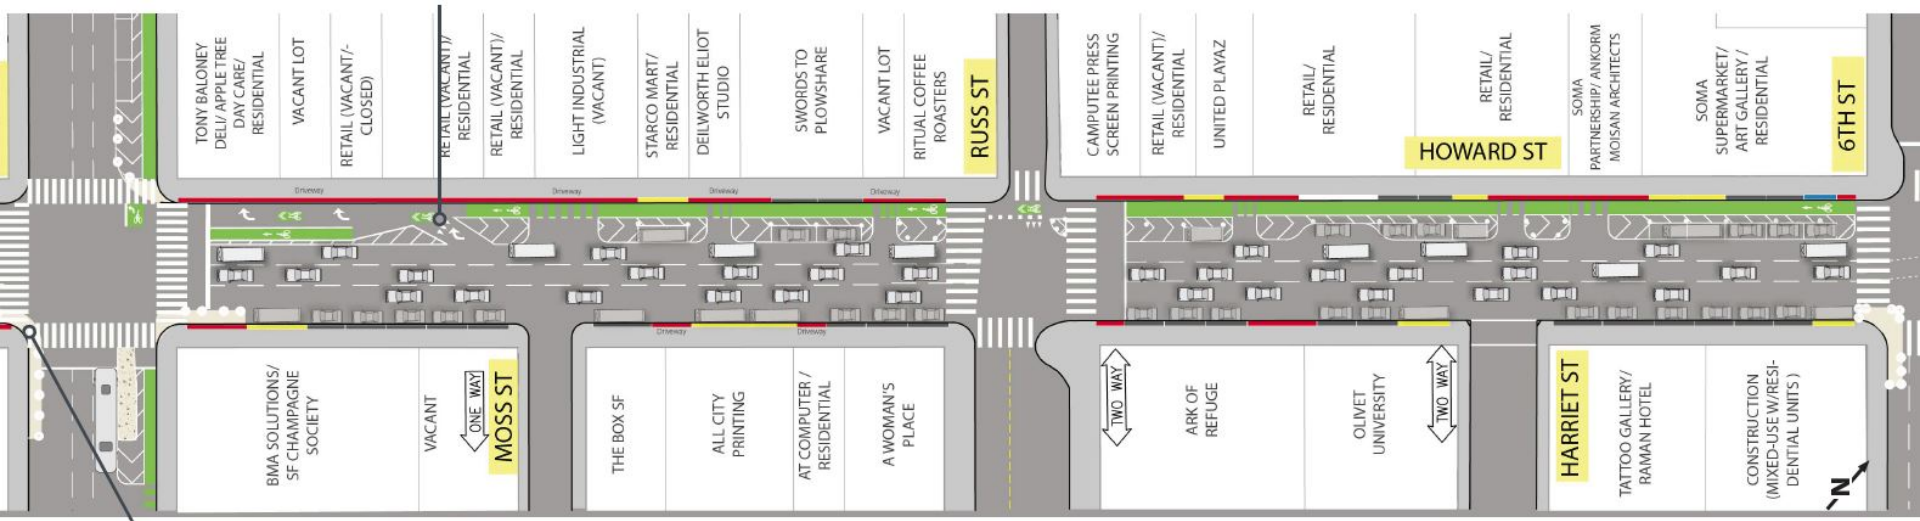 TONY BALONEY
DELI/ APPLETREE
DAY CARE/
RESIDENTIAL
VACANT LOT
RETAIL (VACANT/-
CLOSED)
RETAIL (VACANT)/
RESIDENTIAL
RETAIL (VACANT)/
RESIDENTIAL
LIGHT INDUSTRIAL
(VACANT)
STARCO MART/
RESIDENTIAL
DEILWORTH ELIOT
STUDIO
SWORDS TO
PLOWSHARE
VACANT LOT
RITUAL COFFEE
ROASTERS
RUSS ST
CAMPUTEE PRESS
SCREEN PRINTING
RETAIL (VACANT)/
RESIDENTIAL
UNITED PLAYAZ
RETAIL/
RESIDENTIAL
HOWARD ST
RETAIL/
RESIDENTIAL
SOMA
PARTNERSHIP/ ANKORM
MOISAN ARCHITECTS
SOMA
SUPERMARKET/
ART GALLERY /
RESIDENTIAL
6TH ST
Driveway
Driveway
Driveway
Driveway
Driveway
Driveway
BMA SOLUTIONS/
SF CHAMPAGNE
SOCIETY
VACANT
ONE WAY
MOSS ST
THE BOX SF
ALL CITY
PRINTING
AT COMPUTER /
RESIDENTIAL
A WOMAN'S
PLACE
TWO WAY
ARK OF
REFUGE
OLIVET
UNIVERSITY
TWO WAY
HARRIET ST
TATTOO GALLERY/
RAMAN HOTEL
CONSTRUCTION
(MIXED-USE W/RESI-
DENTIAL UNITS )
N